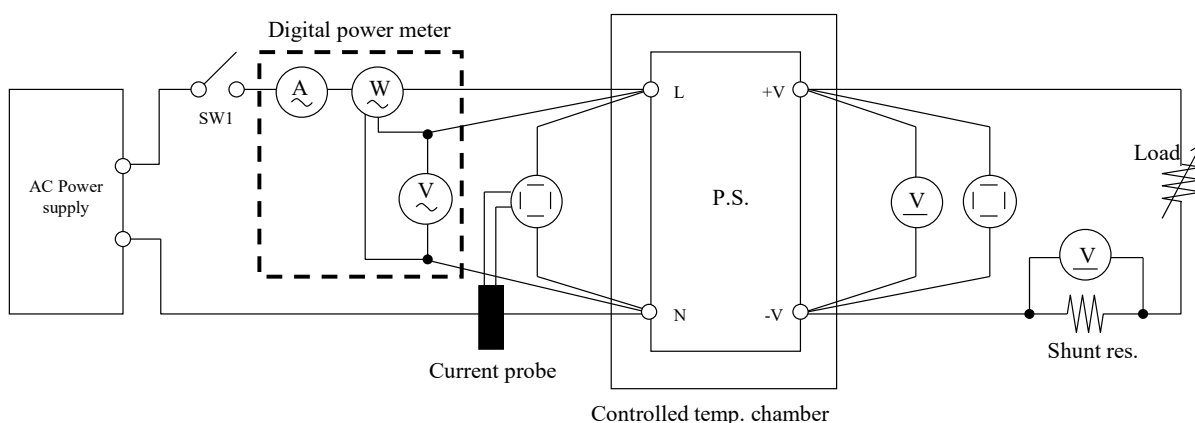 Digital power meter
A
W
SW1
L
+V
Load
AC Power
supply
V
P.S.
V
V
N
-V
Shunt res.
Current probe
Controlled temp. chamber